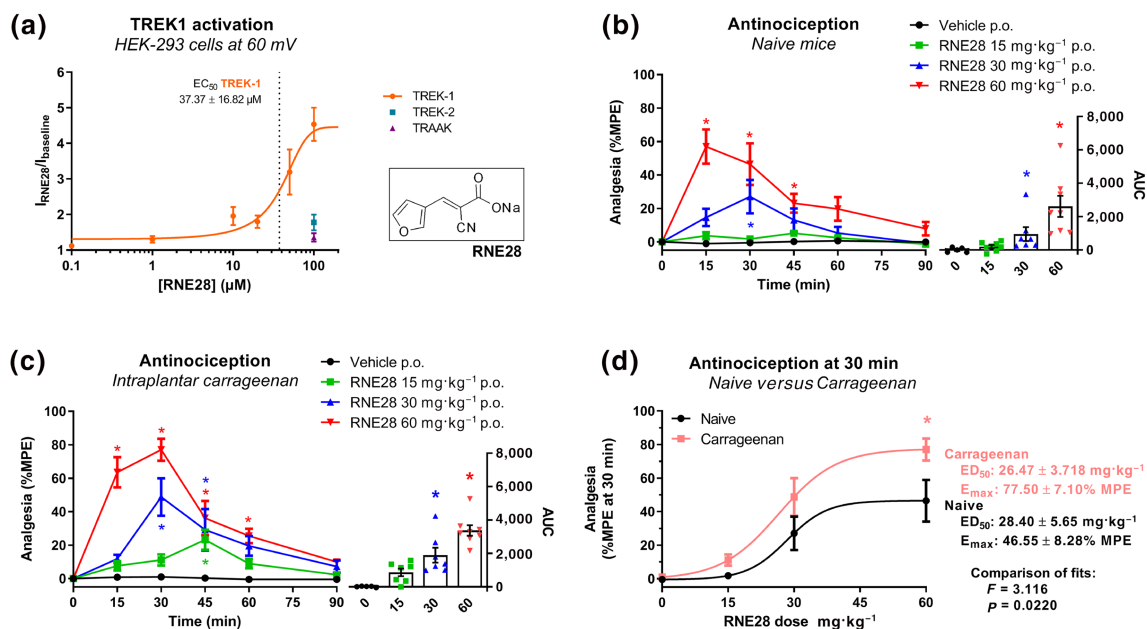 (a)
TREK1 activation
HEK-293 cells at 60 mV
EC50 TREK-1
37.37 ± 16.82 µM
IRNE28/Ibaseline
6
5
4
3
2
1
0.1
1
10
100
[RNE28] (µM)
TREK-1
TREK-2
TRAAK
O
O
ONa
CN
RNE28
(b)
Antinociception
Naive mice
Vehicle p.o.
RNE28 15 mg·kg⁻¹ p.o.
RNE28 30 mg·kg⁻¹ p.o.
RNE28 60 mg·kg⁻¹ p.o.
Analgesia (%MPE)
100
80
60
40
20
0
* * * *
0 15 30 45 60 90
Time (min)
* *
0 15 30 60
8,000
6,000
4,000
2,000
0
AUC
(c)
Antinociception
Intraplantar carrageenan
Vehicle p.o.
RNE28 15 mg·kg⁻¹ p.o.
RNE28 30 mg·kg⁻¹ p.o.
RNE28 60 mg·kg⁻¹ p.o.
Analgesia (%MPE)
100
80
60
40
20
0
* * * * * * *
0 15 30 45 60 90
Time (min)
* *
0 15 30 60
8,000
6,000
4,000
2,000
0
AUC
(d)
Antinociception at 30 min
Naive versus Carrageenan
Naive
Carrageenan
Analgesia
(%MPE at 30 min)
100
80
60
40
20
0
*
0 15 30 45 60
RNE28 dose mg·kg⁻¹
Carrageenan
ED50: 26.47 ± 3.718 mg·kg⁻¹
Emax: 77.50 ± 7.10% MPE
Naive
ED50: 28.40 ± 5.65 mg·kg⁻¹
Emax: 46.55 ± 8.28% MPE
Comparison of fits:
F = 3.116
P = 0.0220